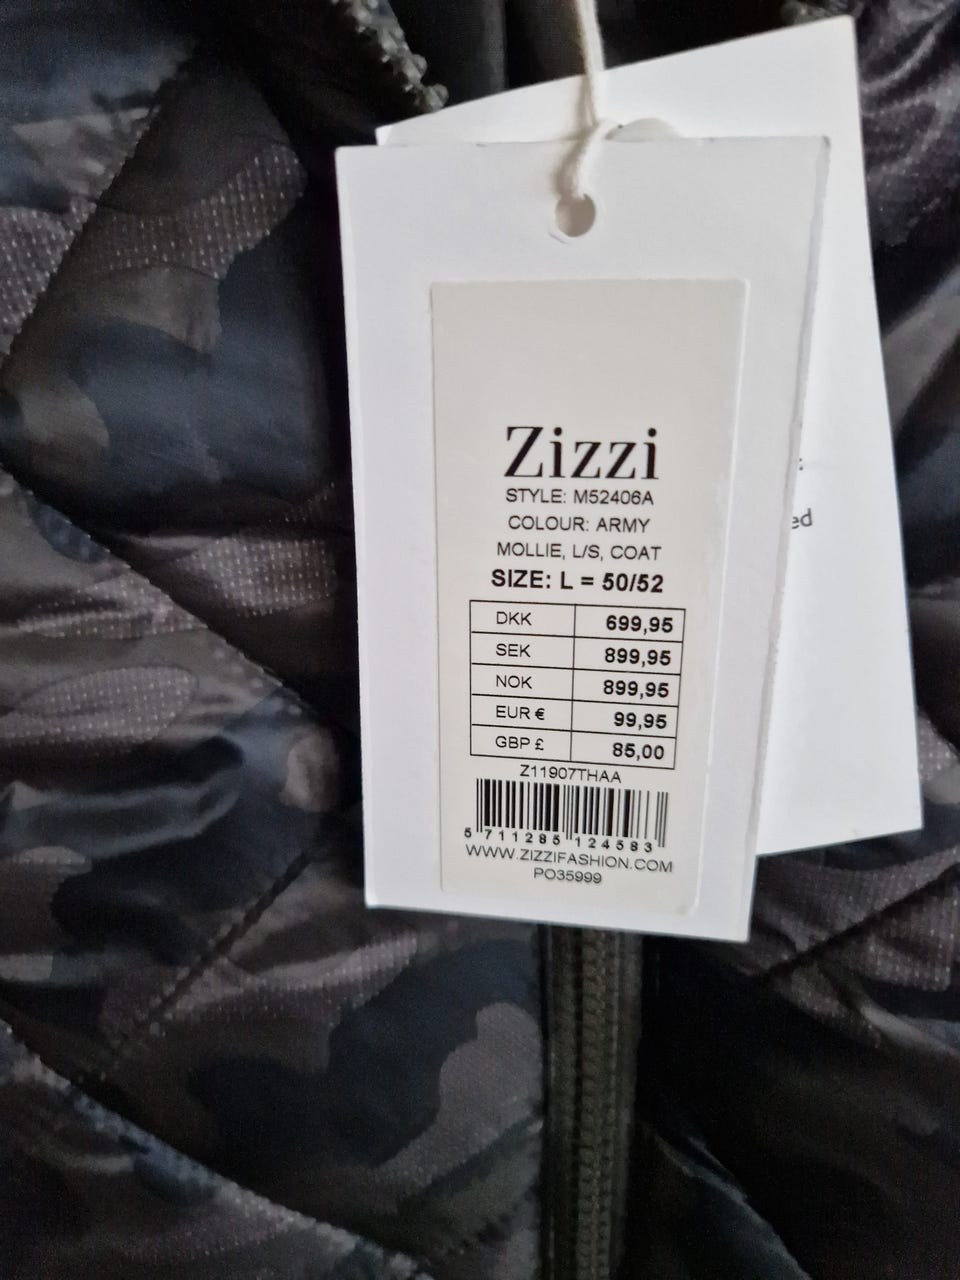 Zizzi
STYLE: M52406A
COLOUR: ARMY
MOLLIE, L/S, COAT
SIZE: L = 50/52
DKK 699,95
SEK 899,95
NOK 899,95
EUR € 99,95
GBP £ 85,00
Z11907THAA
5 711285 124583
WWW.ZIZZIFASHION.COM
PO35999